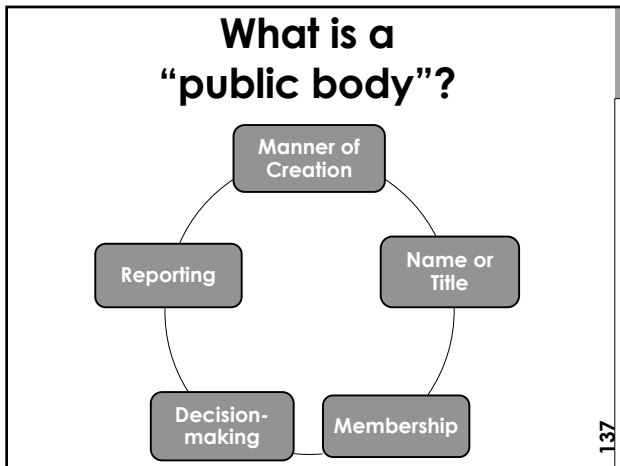 What is a
“public body”?
Manner of
Creation
Name or
Title
Membership
Decision-
making
Reporting
137